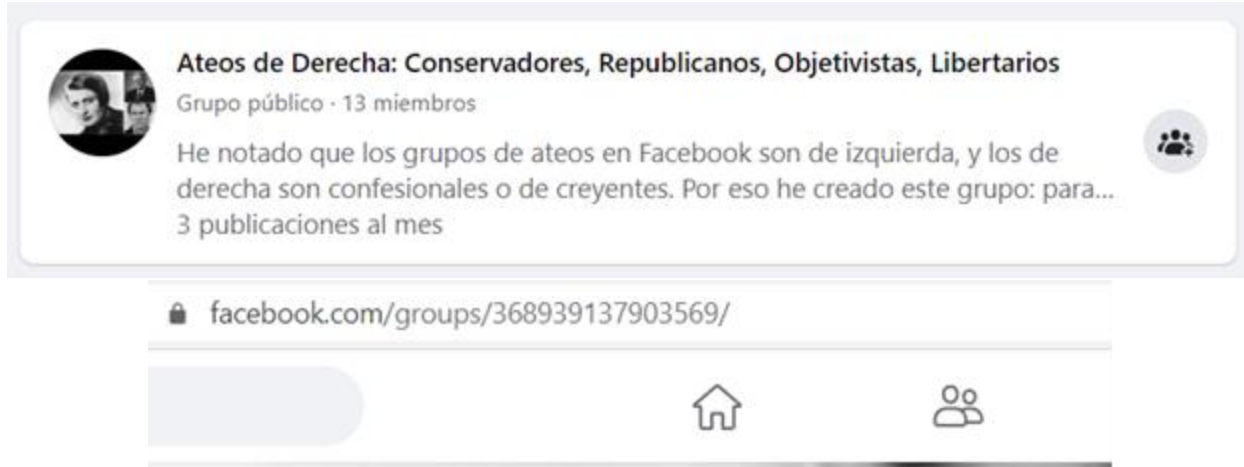 Ateos de Derecha: Conservadores, Republicanos, Objetivistas, Libertarios
Grupo público · 13 miembros
He notado que los grupos de ateos en Facebook son de izquierda, y los de
derecha son confesionales o de creyentes. Por eso he creado este grupo: para...
3 publicaciones al mes
facebook.com/groups/368939137903569/